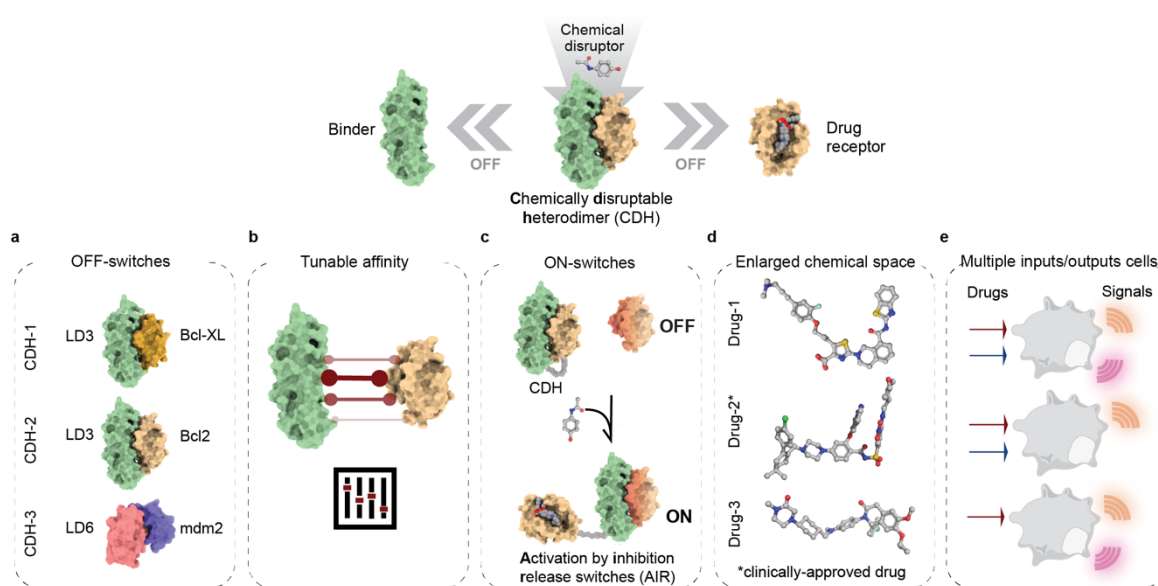 Chemical
disruptor
Binder
OFF
OFF
Drug
receptor
Chemically disruptable
heterodimer (CDH)
a
OFF-switches
CDH-1
LD3
Bcl-XL
CDH-2
LD3
Bcl2
CDH-3
LD6
mdm2
b
Tunable affinity
c
ON-switches
OFF
CDH
ON
Activation by inhibition
release switches (AIR)
d
Enlarged chemical space
Drug-1
Drug-2*
Drug-3
*clinically-approved drug
e
Multiple inputs/outputs cells
Drugs
Signals